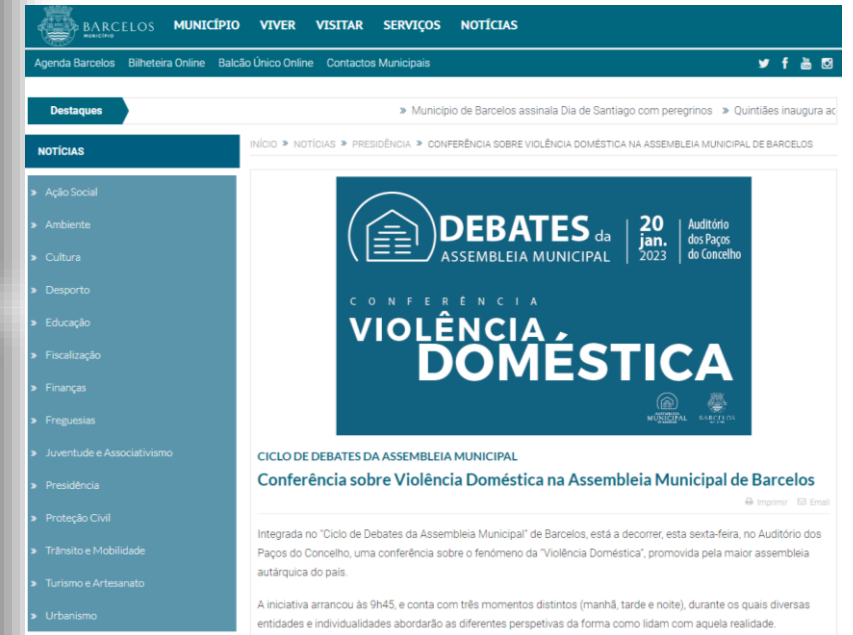 BARCELOS
MUNICÍPIO
MUNICÍPIO VIVER VISITAR SERVIÇOS NOTÍCIAS
Agenda Barcelos Bilheteira Online Balcão Único Online Contactos Municipais
Destaques
» Município de Barcelos assinala Dia de Santiago com peregrinos » Quintiães inaugura
INÍCIO » NOTÍCIAS » PRESIDÊNCIA » CONFERÊNCIA SOBRE VIOLÊNCIA DOMÉSTICA NA ASSEMBLEIA MUNICIPAL DE BARCELOS
NOTÍCIAS
» Ação Social
» Ambiente
» Cultura
» Desporto
» Educação
» Fiscalização
» Finanças
» Freguesias
» Juventude e Associativismo
» Presidência
» Proteção Civil
» Trânsito e Mobilidade
» Turismo e Artesanato
» Urbanismo
DEBATES da
ASSEMBLEIA MUNICIPAL
20
jan.
2023
Auditório
dos Paços
do Concelho
CONFERÊNCIA
VIOLÊNCIA
DOMÉSTICA
ASSEMBLEIA
MUNICIPAL
BARCELOS
CICLO DE DEBATES DA ASSEMBLEIA MUNICIPAL
Conferência sobre Violência Doméstica na Assembleia Municipal de Barcelos
Imprimir Email
Integrada no "Ciclo de Debates da Assembleia Municipal" de Barcelos, está a decorrer, esta sexta-feira, no Auditório dos
Paços do Concelho, uma conferência sobre o fenómeno da "Violência Doméstica", promovida pela maior assembleia
autárquica do país.
A iniciativa arrancou às 9h45, e conta com três momentos distintos (manhã, tarde e noite), durante os quais diversas
entidades e individualidades abordarão as diferentes perspetivas da forma como lidam com aquela realidade.